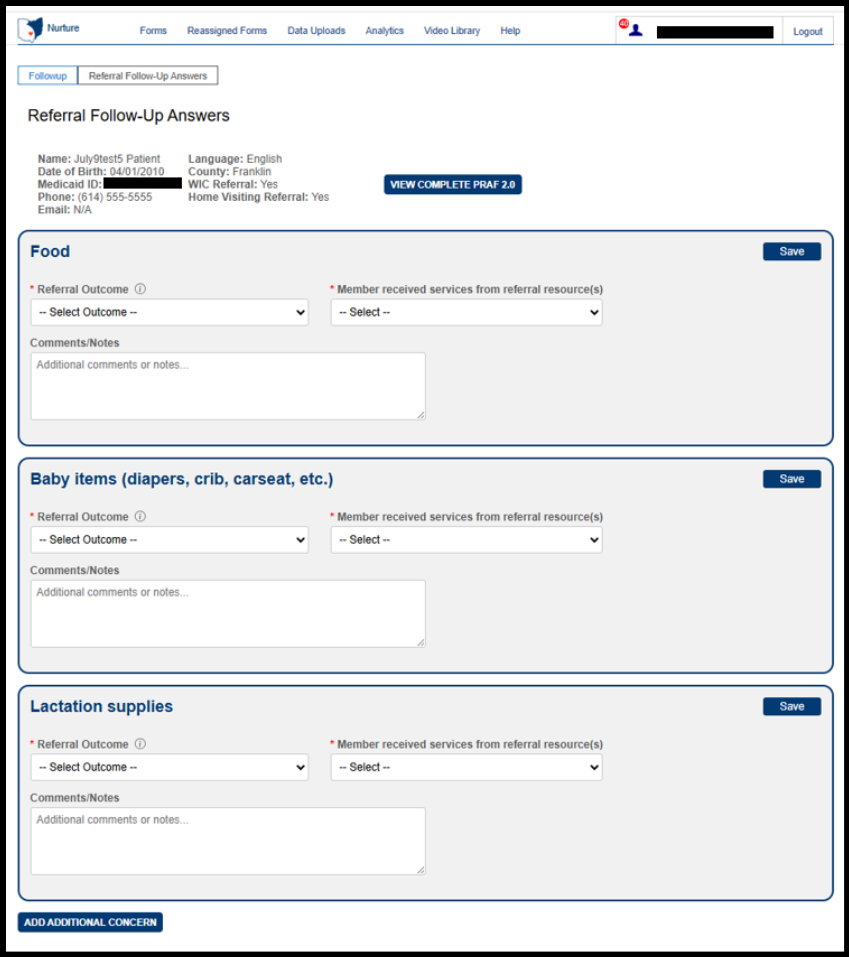 Nurture Forms Reassigned Forms Data Uploads Analytics Video Library Help 40 Logout
Followup Referral Follow-Up Answers
Referral Follow-Up Answers
Name: July9test5 Patient Language: English
Date of Birth: 04/01/2010 County: Franklin
Medicaid ID: WIC Referral: Yes
Phone: (614) 555-5555 Home Visiting Referral: Yes
Email: N/A
VIEW COMPLETE PRAF 2.0
Food Save
* Referral Outcome ⓘ * Member received services from referral resource(s)
-- Select Outcome -- -- Select --
Comments/Notes
Additional comments or notes...
Baby items (diapers, crib, carseat, etc.) Save
* Referral Outcome ⓘ * Member received services from referral resource(s)
-- Select Outcome -- -- Select --
Comments/Notes
Additional comments or notes...
Lactation supplies Save
* Referral Outcome ⓘ * Member received services from referral resource(s)
-- Select Outcome -- -- Select --
Comments/Notes
Additional comments or notes...
ADD ADDITIONAL CONCERN